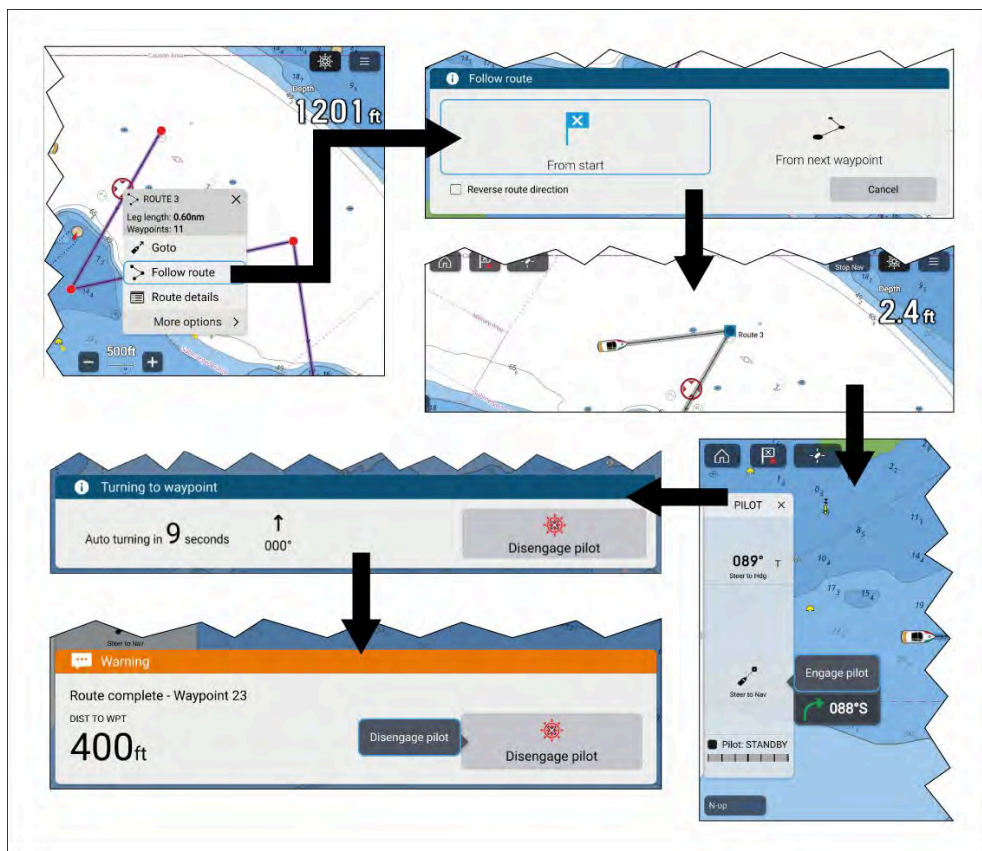 Caution Area
Depth
1201 ft
ROUTE 3
Leg length: 0.60nm
Waypoints: 11
Goto
Follow route
Route details
More options
500ft
Follow route
From start
From next waypoint
Reverse route direction
Cancel
Stop Nav
Depth
2.4 ft
Route 3
PILOT
089° T
Steer to Hdg
Steer to Nav
Engage pilot
088°S
Pilot: STANDBY
N-up
Turning to waypoint
Auto turning in 9 seconds
000°
Disengage pilot
Steer to Nav
Warning
Route complete - Waypoint 23
DIST TO WPT
400ft
Disengage pilot
Disengage pilot